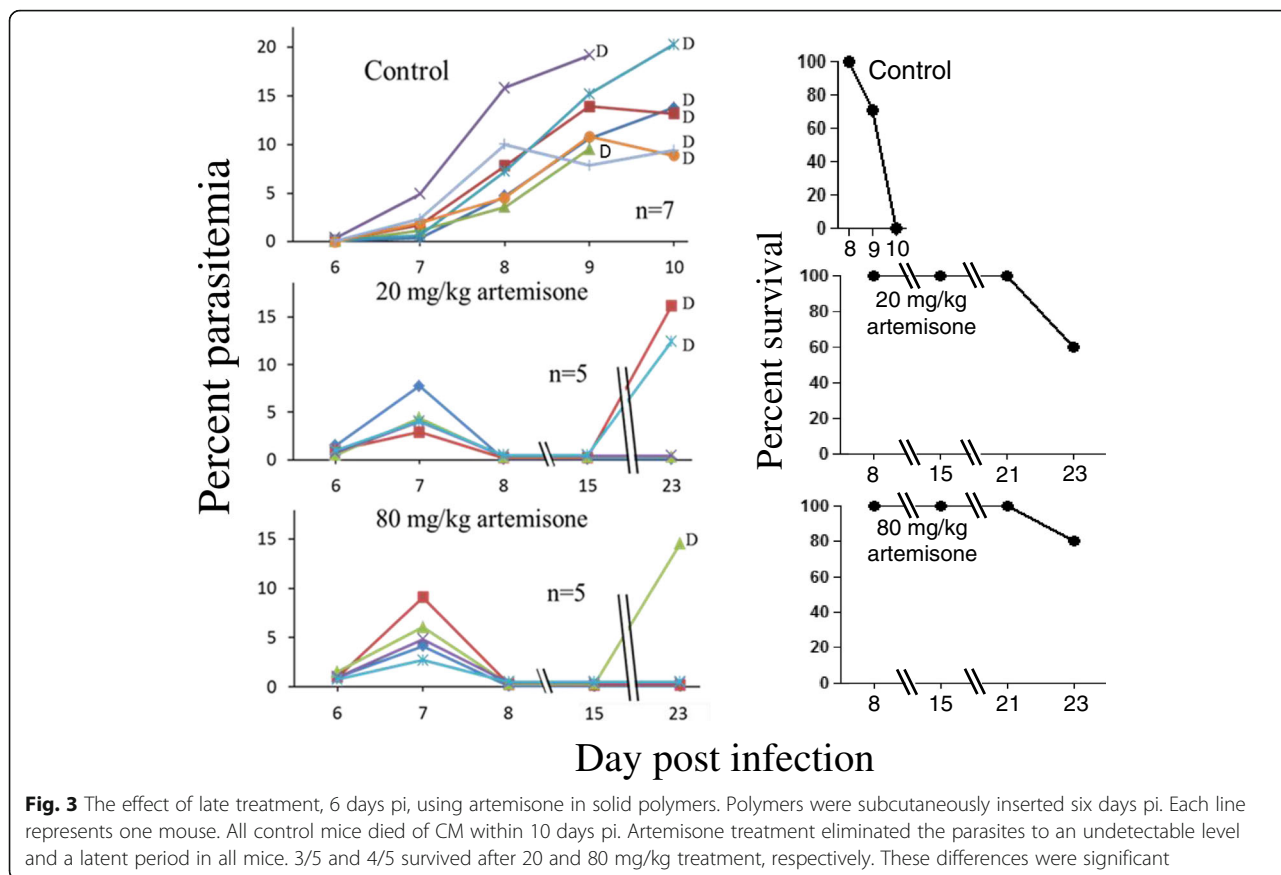 Percent parasitemia
Control
20
15
10
5
0
D
D
D
D
D
D
D
n=7
6 7 8 9 10
20 mg/kg artemisone
15
10
5
0
D
D
n=5
6 7 8 15 23
80 mg/kg artemisone
15
10
5
0
D
n=5
6 7 8 15 23
Percent survival
Control
100
80
60
40
20
0
8 9 10
100
80
60
40
20
0
20 mg/kg
artemisone
8 15 21 23
100
80
60
40
20
0
80 mg/kg
artemisone
8 15 21 23
Day post infection
Fig. 3 The effect of late treatment, 6 days pi, using artemisone in solid polymers. Polymers were subcutaneously inserted six days pi. Each line
represents one mouse. All control mice died of CM within 10 days pi. Artemisone treatment eliminated the parasites to an undetectable level
and a latent period in all mice. 3/5 and 4/5 survived after 20 and 80 mg/kg treatment, respectively. These differences were significant